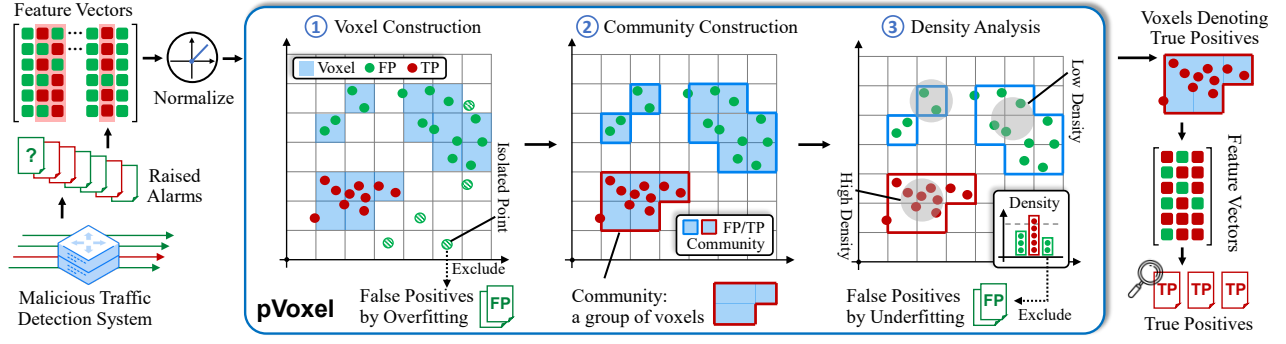 Feature Vectors
Normalize
?
Raised
Alarms
Malicious Traffic
Detection System
① Voxel Construction
Voxel FP TP
Isolated Point
Exclude
False Positives
by Overfitting
FP
pVoxel
② Community Construction
FP/TP
Community
Community:
a group of voxels
③ Density Analysis
Low Density
High Density
Density
False Positives
by Underfitting
FP
Exclude
Voxels Denoting
True Positives
Feature Vectors
TP TP TP
True Positives